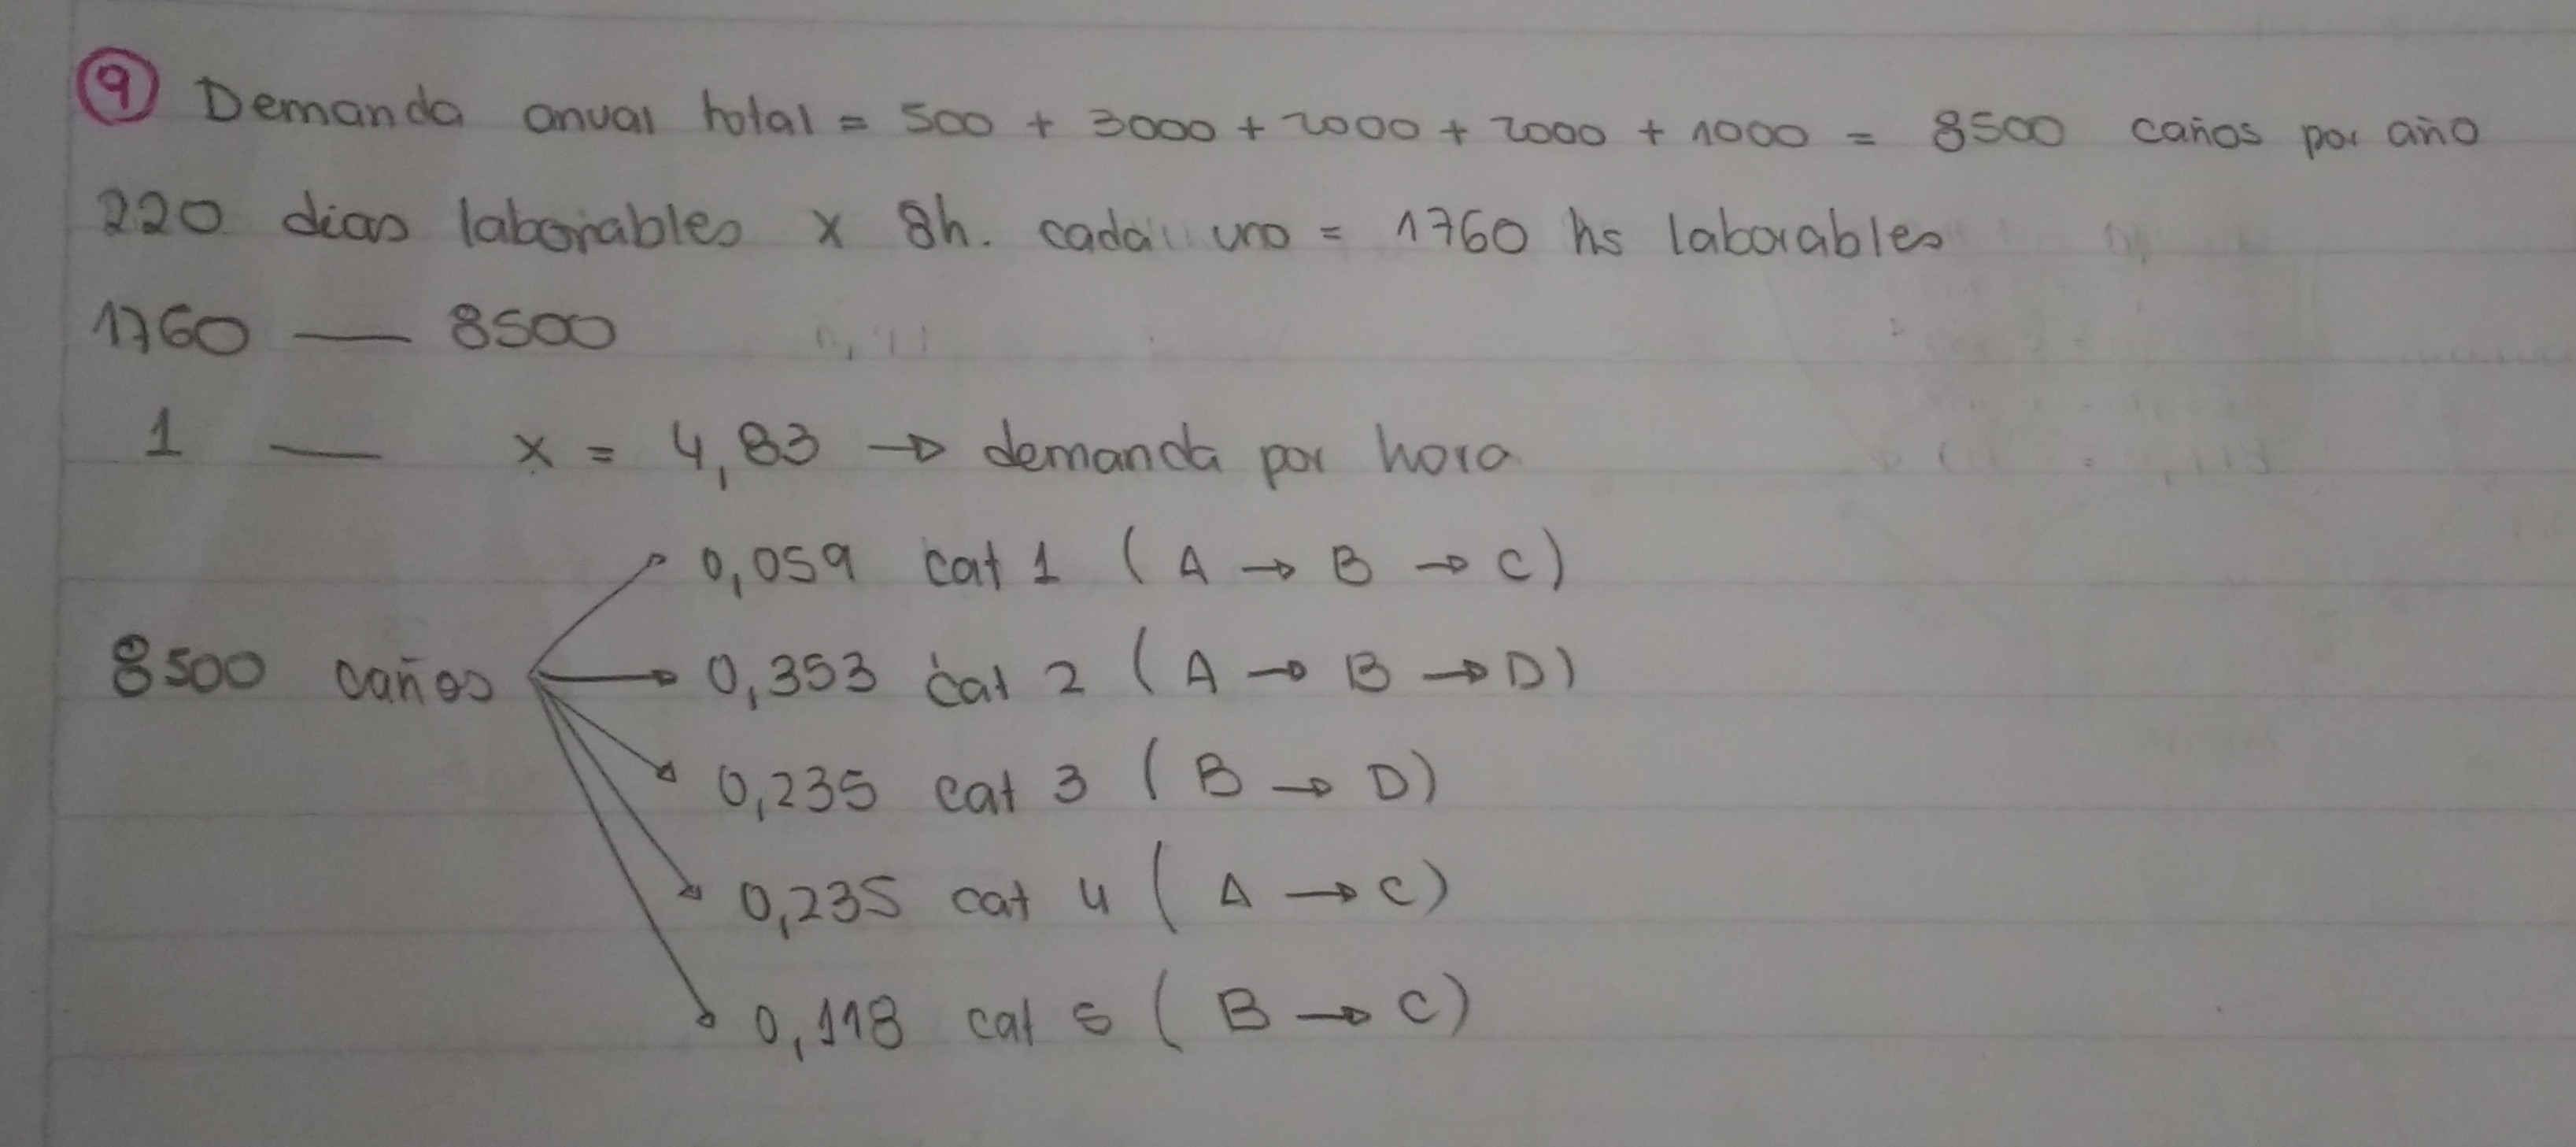 9 Demanda anual total = 500 + 3000 + 2000 + 2000 + 1000 = 8500 caños por año
220 dias laborables x 8h. cada uno = 1760 hs laborables
1760 — 8500
1 — x = 4,83 → demanda por hora
0,059 cat 1 (A → B → C)
8500 caños → 0,353 cat 2 (A → B → D)
0,235 cat 3 (B → D)
0,235 cat 4 (A → C)
0,118 cat 5 (B → C)